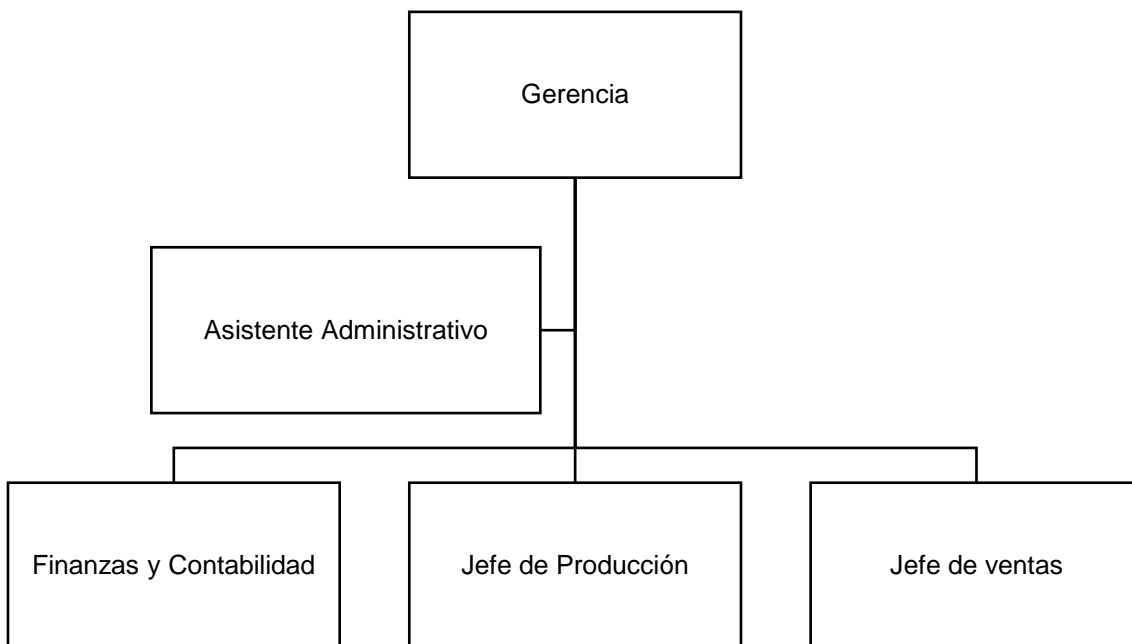 Gerencia
Asistente Administrativo
Finanzas y Contabilidad
Jefe de Producción
Jefe de ventas